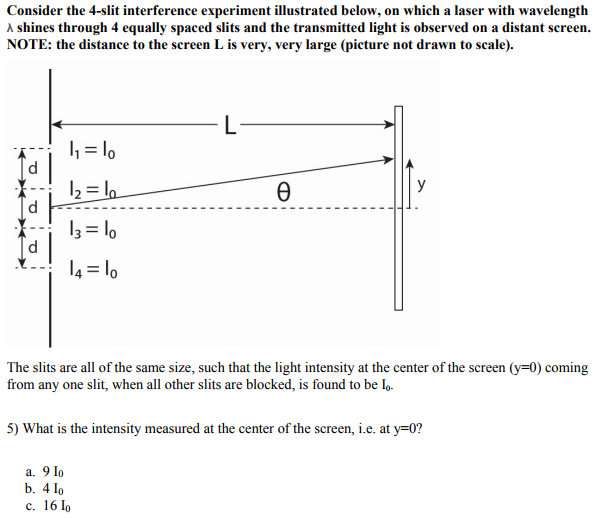 Consider the 4-slit interference experiment illustrated below, on which a laser with wavelength
λ shines through 4 equally spaced slits and the transmitted light is observed on a distant screen.
NOTE: the distance to the screen L is very, very large (picture not drawn to scale).
L
I₁ = I₀
d
I₂ = I₀
θ
y
d
I₃ = I₀
d
I₄ = I₀
The slits are all of the same size, such that the light intensity at the center of the screen (y=0) coming
from any one slit, when all other slits are blocked, is found to be I₀.
5) What is the intensity measured at the center of the screen, i.e. at y=0?
a. 9 I₀
b. 4 I₀
c. 16 I₀